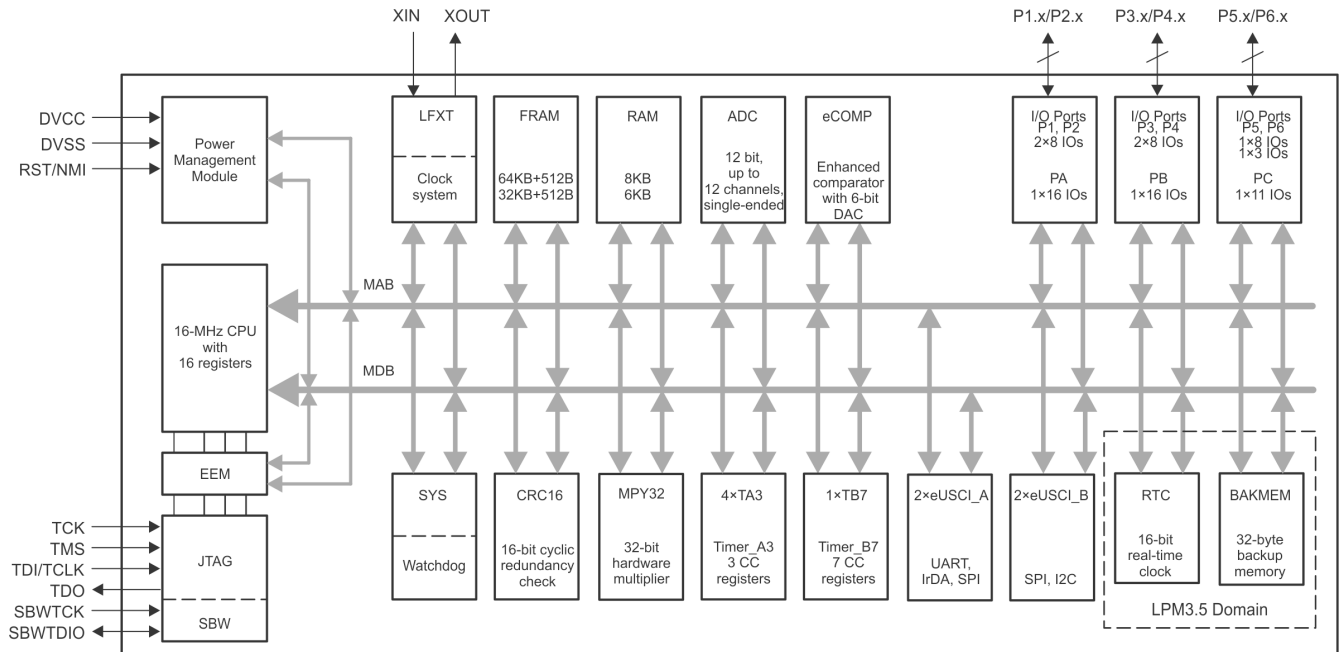 XIN
XOUT
P1.x/P2.x
P3.x/P4.x
P5.x/P6.x
DVCC
DVSS
RST/NMI
Power
Management
Module
LFXT
Clock
system
FRAM
64KB+512B
32KB+512B
RAM
8KB
6KB
ADC
12 bit,
up to
12 channels,
single-ended
eCOMP
Enhanced
comparator
with 6-bit
DAC
I/O Ports
P1, P2
2×8 IOs
PA
1×16 IOs
I/O Ports
P3, P4
2×8 IOs
PB
1×16 IOs
I/O Ports
P5, P6
1×8 IOs
1×3 IOs
PC
1×11 IOs
MAB
16-MHz CPU
with
16 registers
MDB
EEM
TCK
TMS
TDI/TCLK
TDO
SBWTCK
SBWTDIO
JTAG
SBW
SYS
Watchdog
CRC16
16-bit cyclic
redundancy
check
MPY32
32-bit
hardware
multiplier
4×TA3
Timer_A3
3 CC
registers
1×TB7
Timer_B7
7 CC
registers
2×eUSCI_A
UART,
IrDA, SPI
2×eUSCI_B
SPI, I2C
RTC
16-bit
real-time
clock
BAKMEM
32-byte
backup
memory
LPM3.5 Domain